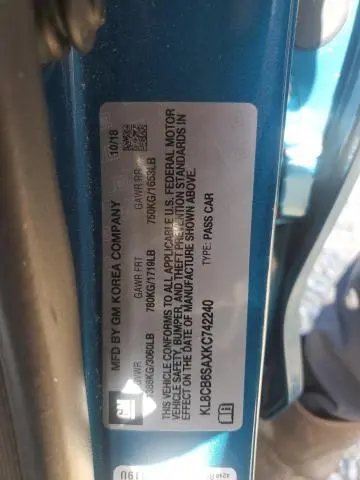 MFD BY GM KOREA COMPANY
10/18
GVWR
GAWR FRT
GAWR RR
1388KG/3060LB
780KG/1719LB
750KG/1653LB
THIS VEHICLE CONFORMS TO ALL APPLICABLE U.S. FEDERAL MOTOR
VEHICLE SAFETY, BUMPER, AND THEFT PREVENTION STANDARDS IN
EFFECT ON THE DATE OF MANUFACTURE SHOWN ABOVE.
KL8CB6SAXKC742240
TYPE: PASS CAR
GM